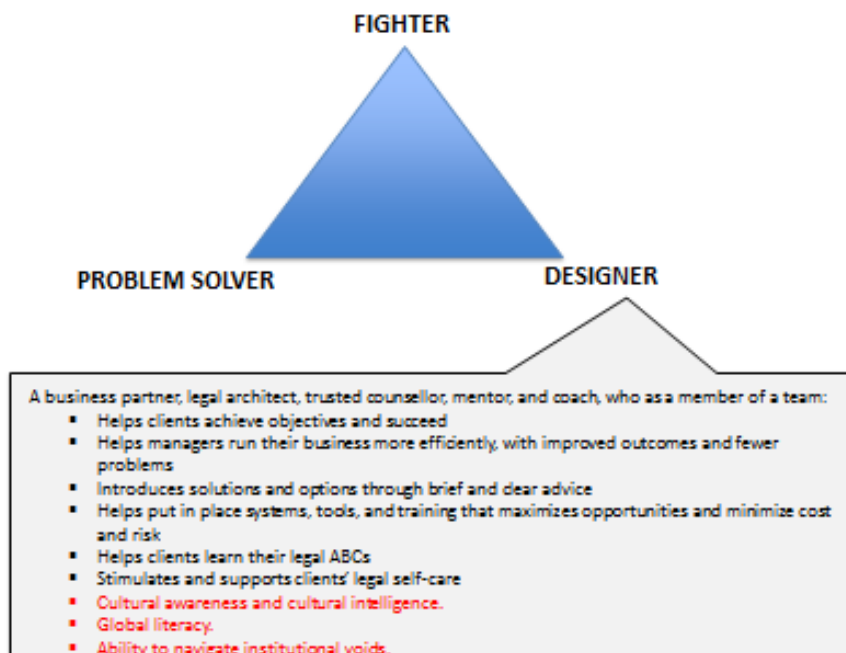 FIGHTER
PROBLEM SOLVER
DESIGNER
A business partner, legal architect, trusted counsellor, mentor, and coach, who as a member of a team:
▪ Helps clients achieve objectives and succeed
▪ Helps managers run their business more efficiently, with improved outcomes and fewer
problems
▪ Introduces solutions and options through brief and clear advice
▪ Helps put in place systems, tools, and training that maximizes opportunities and minimize cost
and risk
▪ Helps clients learn their legal ABCs
▪ Stimulates and supports clients' legal self-care
▪ Cultural awareness and cultural intelligence.
▪ Global literacy.
▪ Ability to navigate institutional voids.